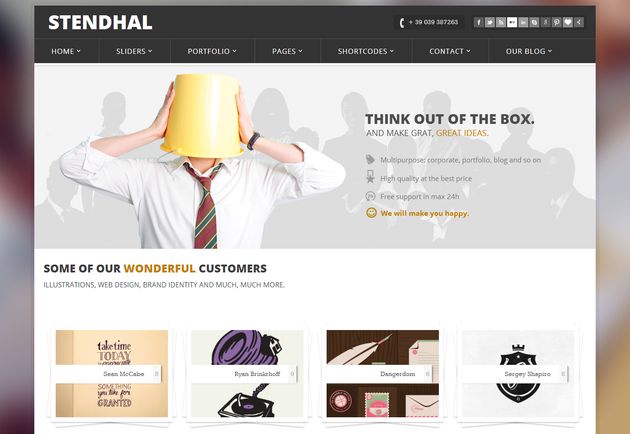 STENDHAL
+ 39 039 387263
HOME
SLIDERS
PORTFOLIO
PAGES
SHORTCODES
CONTACT
OUR BLOG
THINK OUT OF THE BOX.
AND MAKE GRAT, GREAT IDEAS.
Multipurpose: corporate, portfolio, blog and so on
High quality at the best price
Free support in max 24h
We will make you happy.
SOME OF OUR WONDERFUL CUSTOMERS
ILLUSTRATIONS, WEB DESIGN, BRAND IDENTITY AND MUCH, MUCH MORE.
take time
TODAY
Sean McCabe
SOMETHING
YOU LIKE FOR
GRANTED
Ryan Brinkrhoff
Dangerdom
Sergey Shapiro